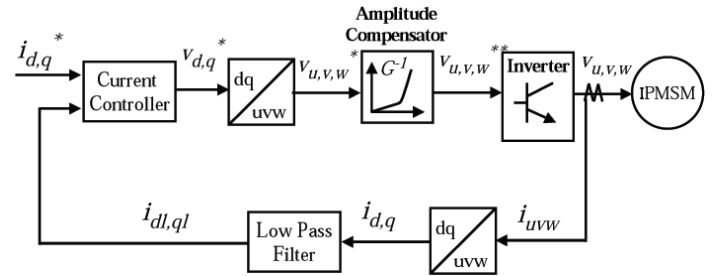 Amplitude
Compensator
i_{d,q}^*
v_{d,q}^*
v_{u,v,w}^*
v_{u,v,w}^{**}
Inverter
v_{u,v,w}
Current
Controller
dq
uvw
G^{-1}
IPMSM
i_{dl,ql}
Low Pass
Filter
i_{d,q}
dq
uvw
i_{uvw}